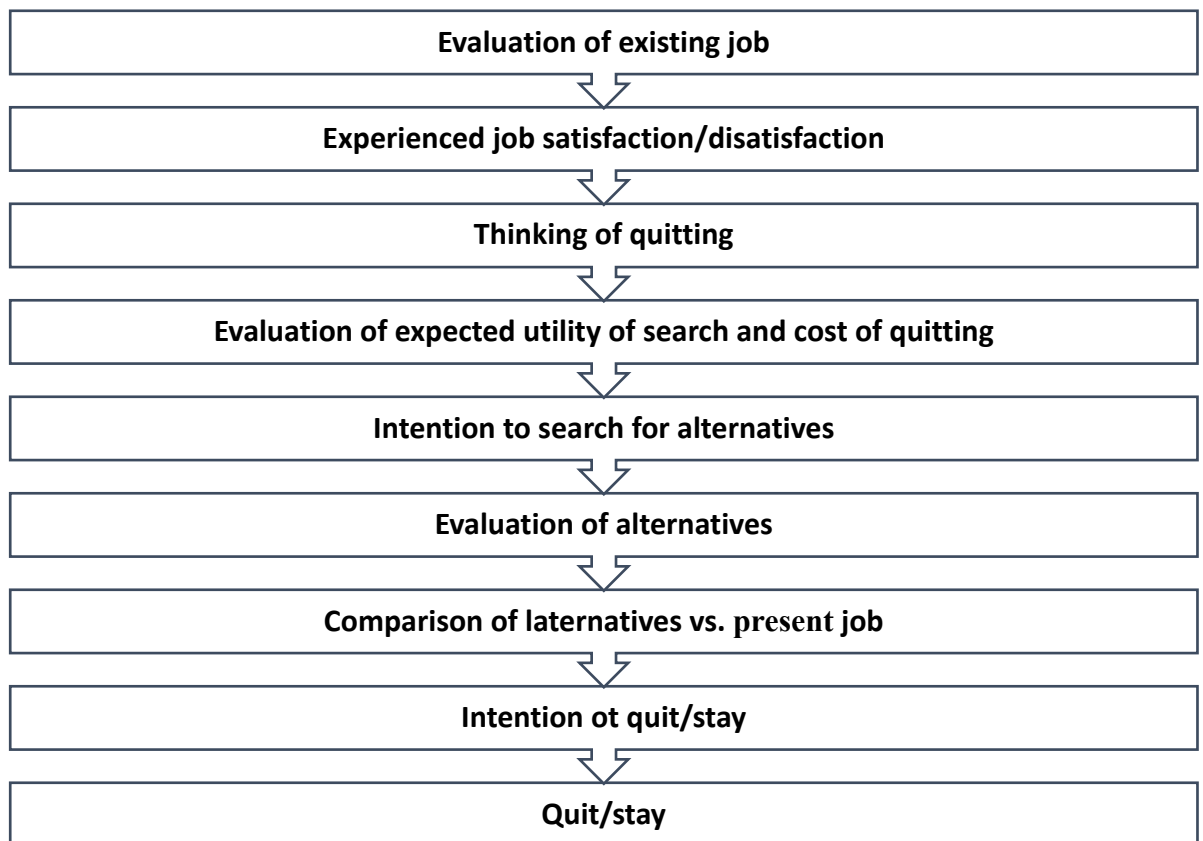 Evaluation of existing job
Experienced job satisfaction/disatisfaction
Thinking of quitting
Evaluation of expected utility of search and cost of quitting
Intention to search for alternatives
Evaluation of alternatives
Comparison of laternatives vs. present job
Intention ot quit/stay
Quit/stay